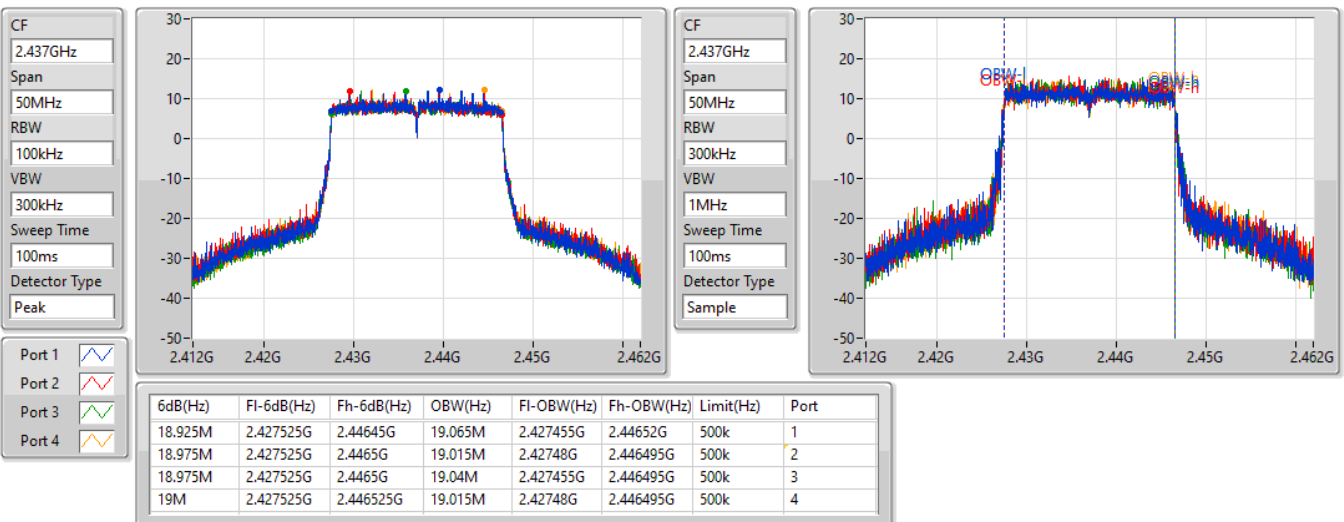 CF
2.437GHz
Span
50MHz
RBW
100kHz
VBW
300kHz
Sweep Time
100ms
Detector Type
Peak
30
20
10
0
-10
-20
-30
-40
-50
2.412G 2.42G 2.43G 2.44G 2.45G 2.462G
CF
2.437GHz
Span
50MHz
RBW
300kHz
VBW
1MHz
Sweep Time
100ms
Detector Type
Sample
30
20
10
0
-10
-20
-30
-40
-50
OBW-l
OBW-h
2.412G 2.42G 2.43G 2.44G 2.45G 2.462G
Port 1
Port 2
Port 3
Port 4
6dB(Hz) Fl-6dB(Hz) Fh-6dB(Hz) OBW(Hz) Fl-OBW(Hz) Fh-OBW(Hz) Limit(Hz) Port
18.925M 2.427525G 2.44645G 19.065M 2.427455G 2.44652G 500k 1
18.975M 2.427525G 2.4465G 19.015M 2.42748G 2.446495G 500k 2
18.975M 2.427525G 2.4465G 19.04M 2.427455G 2.446495G 500k 3
19M 2.427525G 2.446525G 19.015M 2.42748G 2.446495G 500k 4